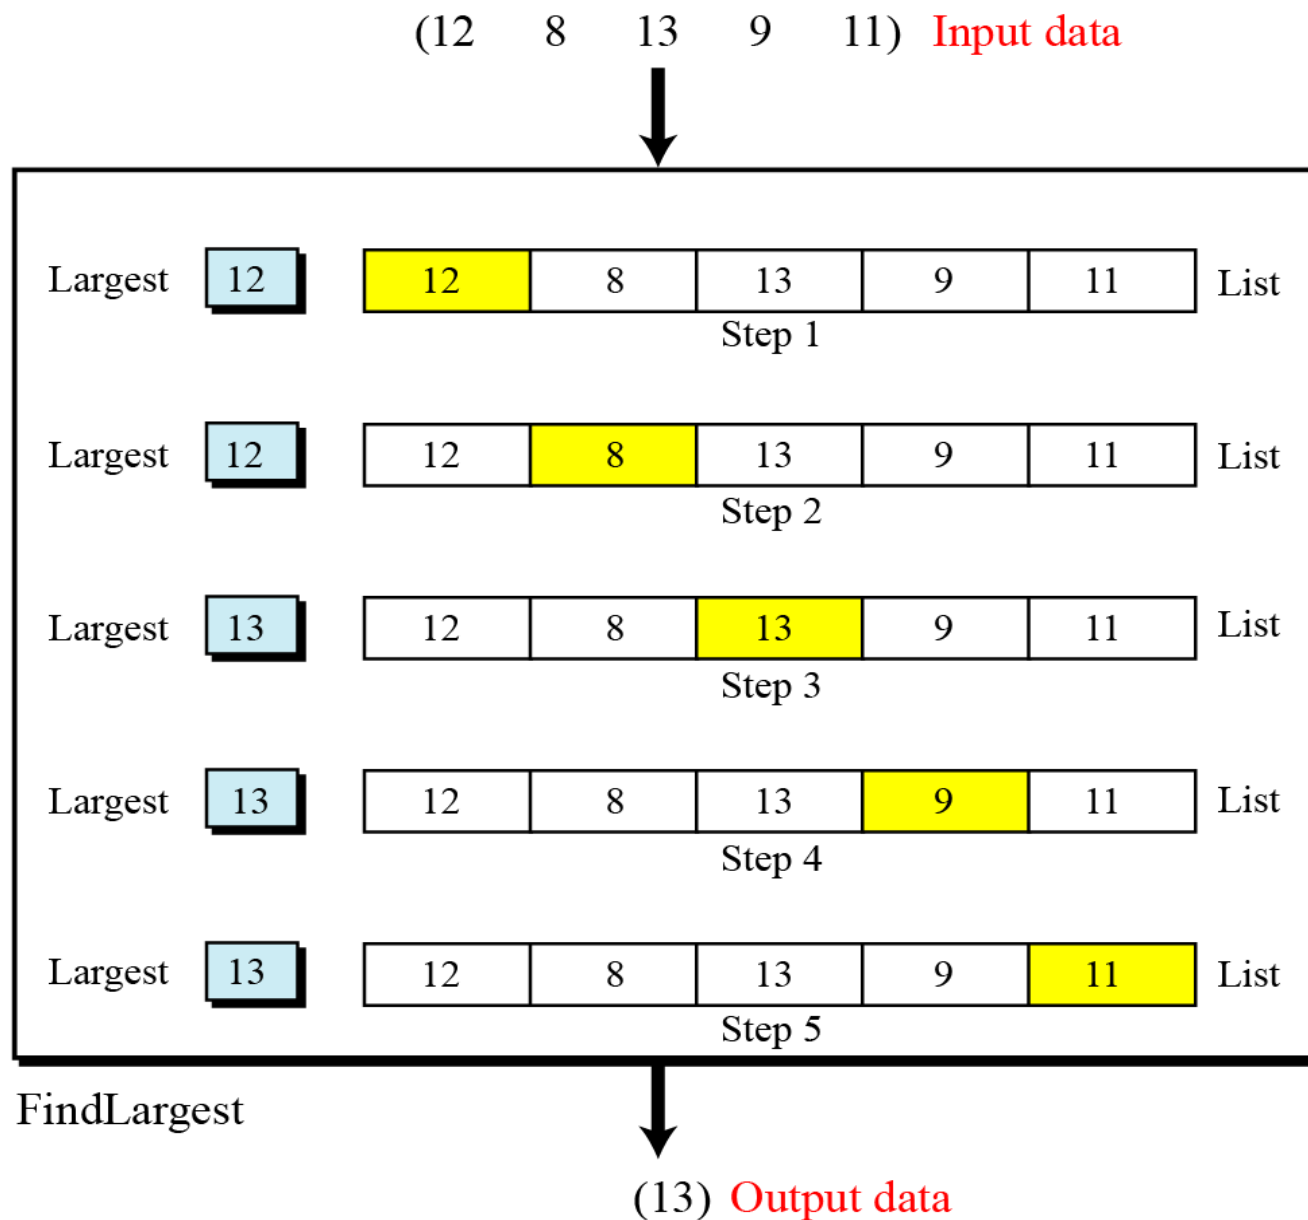 (12 8 13 9 11) Input data
Largest 12 12 8 13 9 11 List
Step 1
Largest 12 12 8 13 9 11 List
Step 2
Largest 13 12 8 13 9 11 List
Step 3
Largest 13 12 8 13 9 11 List
Step 4
Largest 13 12 8 13 9 11 List
Step 5
FindLargest
(13) Output data